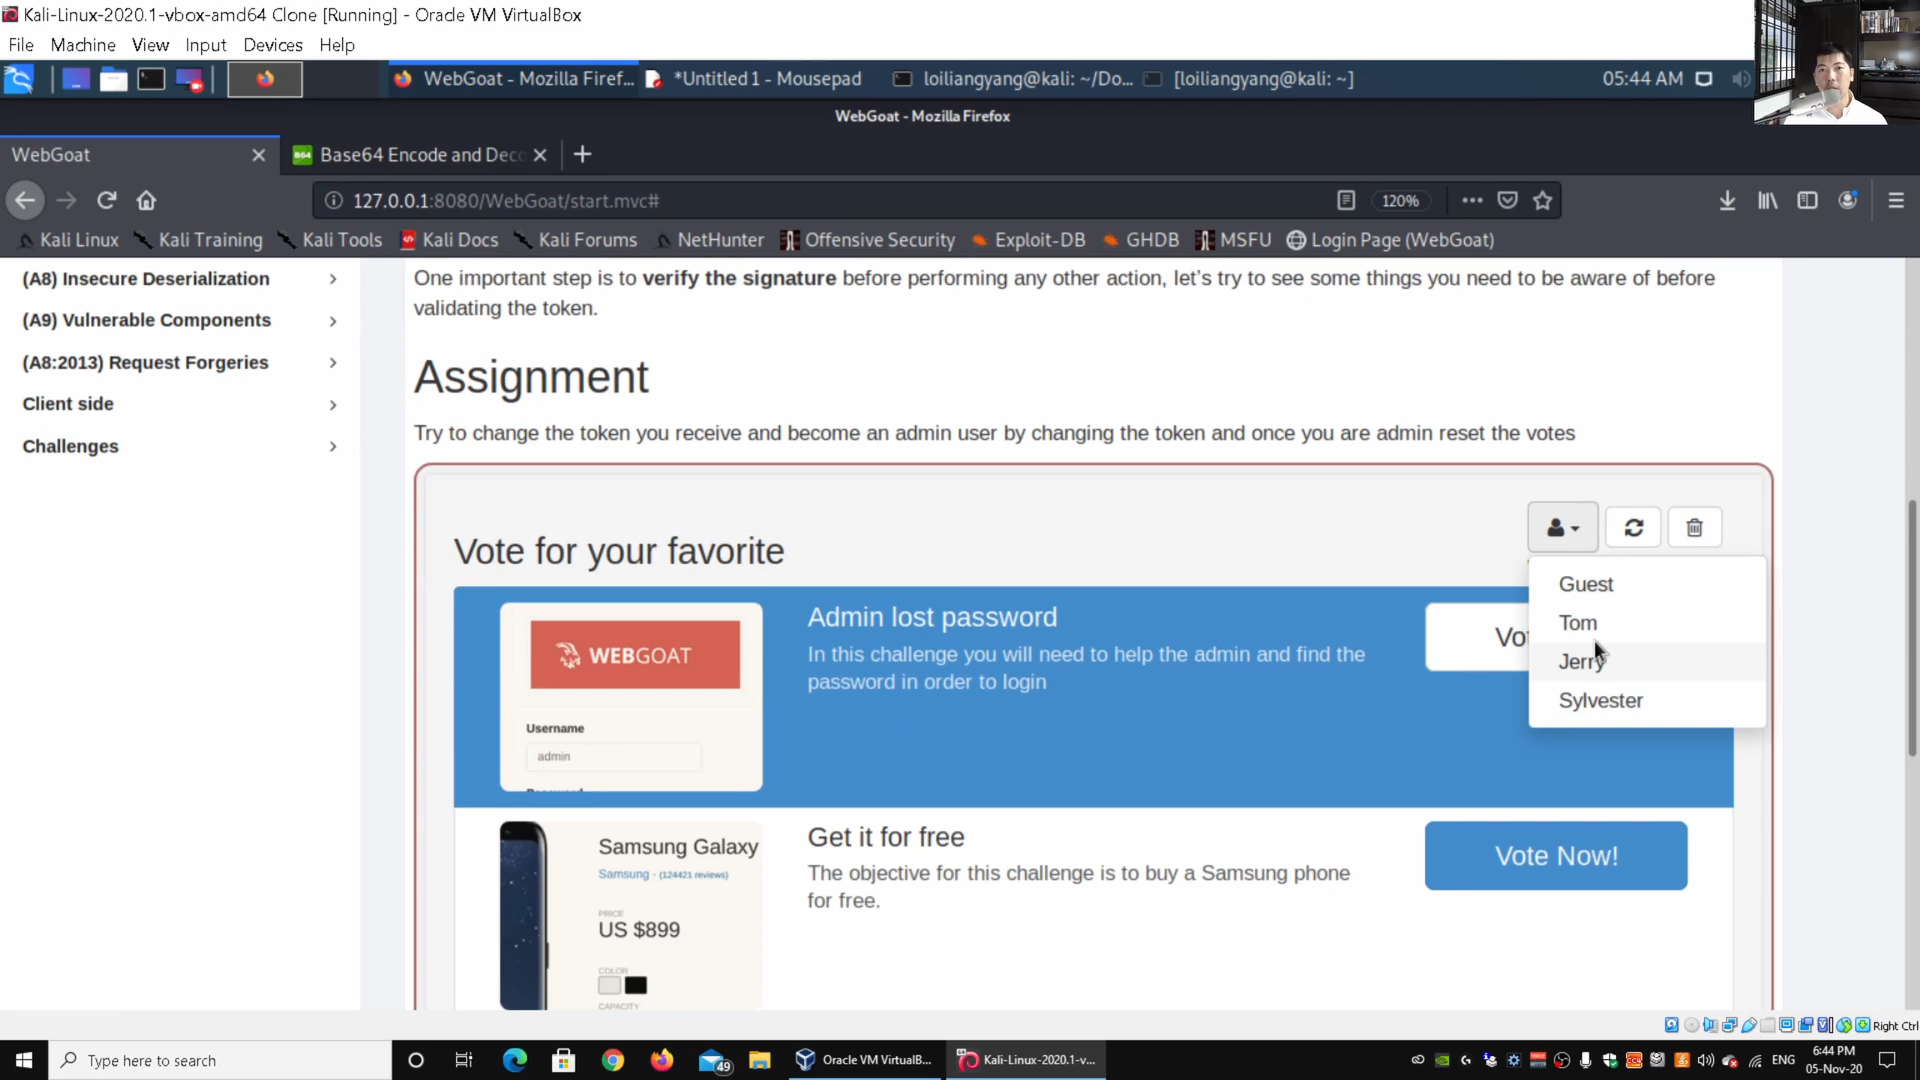 Kali-Linux-2020.1-vbox-amd64 Clone [Running] - Oracle VM VirtualBox
File Machine View Input Devices Help
WebGoat - Mozilla Firef... *Untitled 1 - Mousepad loiliangyang@kali: ~/Do... [loiliangyang@kali: ~] 05:44 AM
WebGoat - Mozilla Firefox
WebGoat Base64 Encode and Deco
127.0.0.1:8080/WebGoat/start.mvc# 120%
Kali Linux Kali Training Kali Tools Kali Docs Kali Forums NetHunter Offensive Security Exploit-DB GHDB MSFU Login Page (WebGoat)
(A8) Insecure Deserialization
(A9) Vulnerable Components
(A8:2013) Request Forgeries
Client side
Challenges
One important step is to verify the signature before performing any other action, let's try to see some things you need to be aware of before
validating the token.
Assignment
Try to change the token you receive and become an admin user by changing the token and once you are admin reset the votes
Vote for your favorite
Guest
Tom
Jerry
Sylvester
WEBGOAT
Username
admin
Admin lost password
In this challenge you will need to help the admin and find the
password in order to login
Samsung Galaxy
Samsung - (124421 reviews)
PRICE
US $899
COLOR
CAPACITY
Get it for free
The objective for this challenge is to buy a Samsung phone
for free.
Vote Now!
Right Ctrl
Type here to search
49
Oracle VM VirtualB...
Kali-Linux-2020.1-v...
ENG
6:44 PM
05-Nov-20